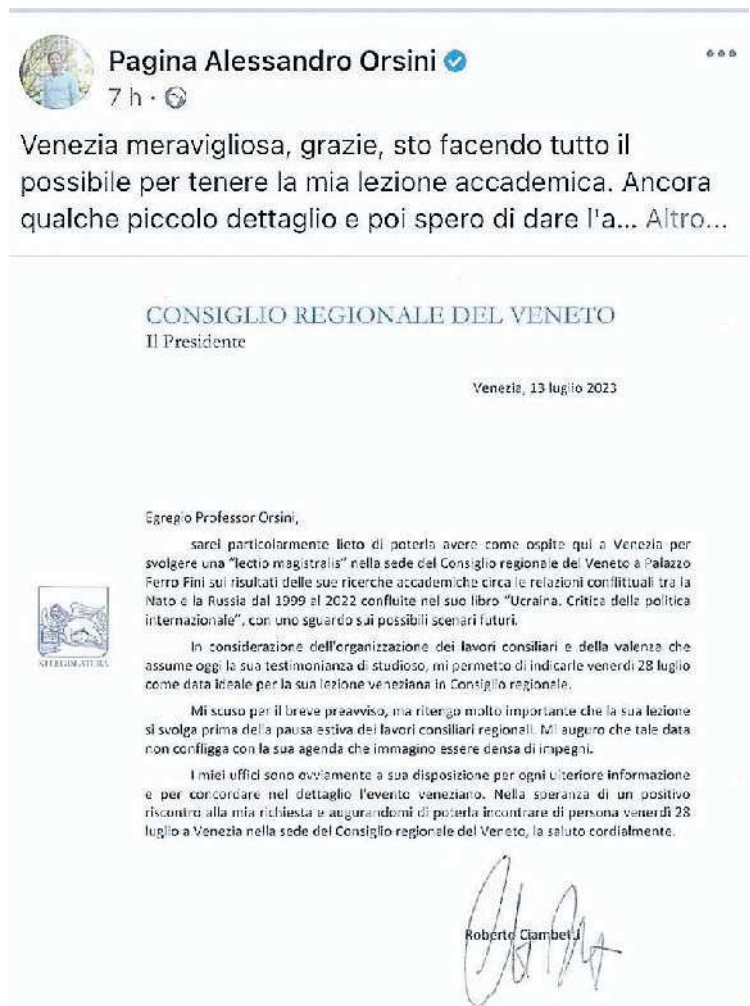 Pagina Alessandro Orsini
7 h ·
Venezia meravigliosa, grazie, sto facendo tutto il
possibile per tenere la mia lezione accademica. Ancora
qualche piccolo dettaglio e poi spero di dare l'a... Altro...
CONSIGLIO REGIONALE DEL VENETO
Il Presidente
Venezia, 13 luglio 2023
Egregio Professor Orsini,
sarei particolarmente lieto di poterla avere come ospite qui a Venezia per
svolgere una "lectio magistralis" nella sede del Consiglio regionale del Veneto a Palazzo
Ferro Fini sui risultati delle sue ricerche accademiche circa le relazioni conflittuali tra la
Nato e la Russia dal 1999 al 2022 confluite nel suo libro "Ucraina. Critica della politica
internazionale", con uno sguardo sui possibili scenari futuri.
In considerazione dell'organizzazione dei lavori consiliari e della valenza che
assume oggi la sua testimonianza di studioso, mi permetto di indicarle venerdì 28 luglio
come data ideale per la sua lezione veneziana in Consiglio regionale.
XI LEGISLATURA
Mi scuso per il breve preavviso, ma ritengo molto importante che la sua lezione
si svolga prima della pausa estiva dei lavori consiliari regionali. Mi auguro che tale data
non confligga con la sua agenda che immagino essere densa di impegni.
I miei uffici sono ovviamente a sua disposizione per ogni ulteriore informazione
e per concordare nel dettaglio l'evento veneziano. Nella speranza di un positivo
riscontro alla mia richiesta e augurandomi di poterla incontrare di persona venerdì 28
luglio a Venezia nella sede del Consiglio regionale del Veneto, la saluto cordialmente.
Roberto Ciambetti